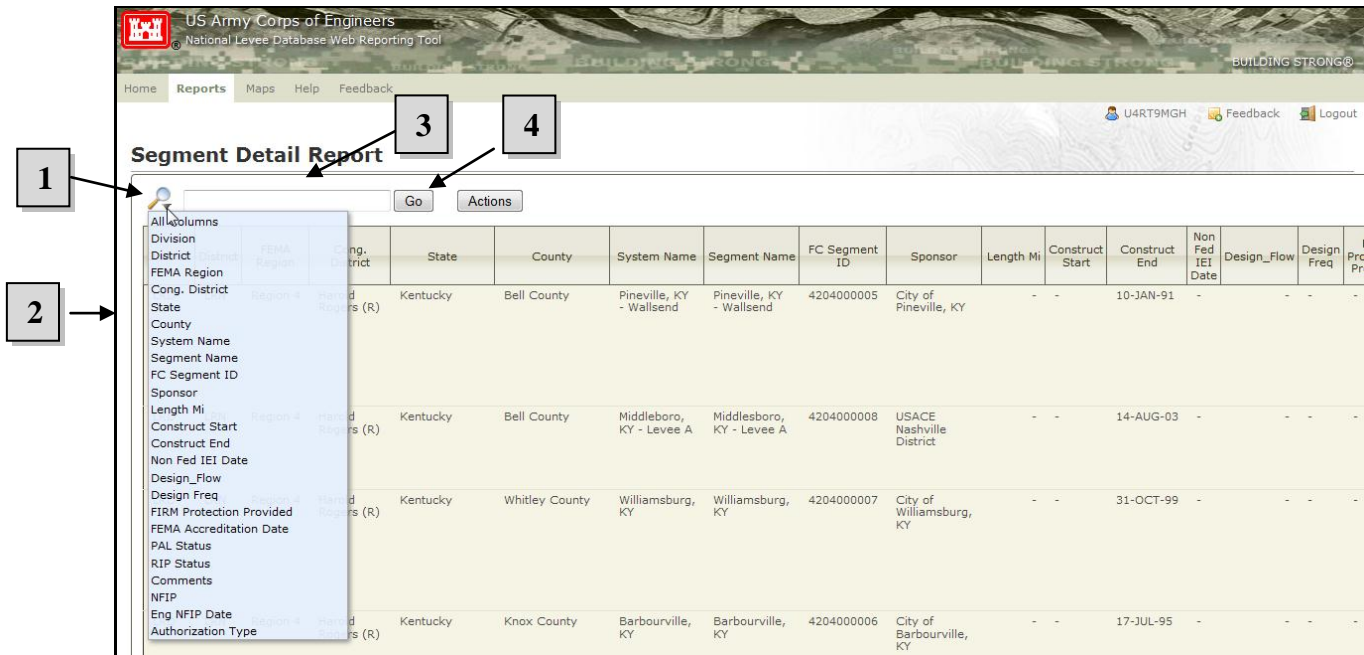 US Army Corps of Engineers
National Levee Database Web Reporting Tool
BUILDING STRONG®
Home Reports Maps Help Feedback
U4RT9MGH Feedback Logout
3 4
Segment Detail Report
1
Go Actions
All Columns
Division
District
FEMA Region
Cong. District
State
County
System Name
Segment Name
FC Segment ID
Sponsor
Length Mi
Construct Start
Construct End
Non Fed IEI Date
Design_Flow
Design Freq
FIRM Protection Provided
FEMA Accreditation Date
PAL Status
RIP Status
Comments
NFIP
Eng NFIP Date
Authorization Type
2
State County System Name Segment Name FC Segment ID Sponsor Length Mi Construct Start Construct End Non Fed IEI Date Design_Flow Design Freq
Region 4 Harold Rogers (R) Kentucky Bell County Pineville, KY - Wallsend Pineville, KY - Wallsend 4204000005 City of Pineville, KY - - 10-JAN-91 - - - -
Region 4 Harold Rogers (R) Kentucky Bell County Middleboro, KY - Levee A Middlesboro, KY - Levee A 4204000008 USACE Nashville District - - 14-AUG-03 - - - -
Region 4 Harold Rogers (R) Kentucky Whitley County Williamsburg, KY Williamsburg, KY 4204000007 City of Williamsburg, KY - - 31-OCT-99 - - - -
Region 4 Harold Rogers (R) Kentucky Knox County Barbourville, KY Barbourville, KY 4204000006 City of Barbourville, KY - - 17-JUL-95 - - - -